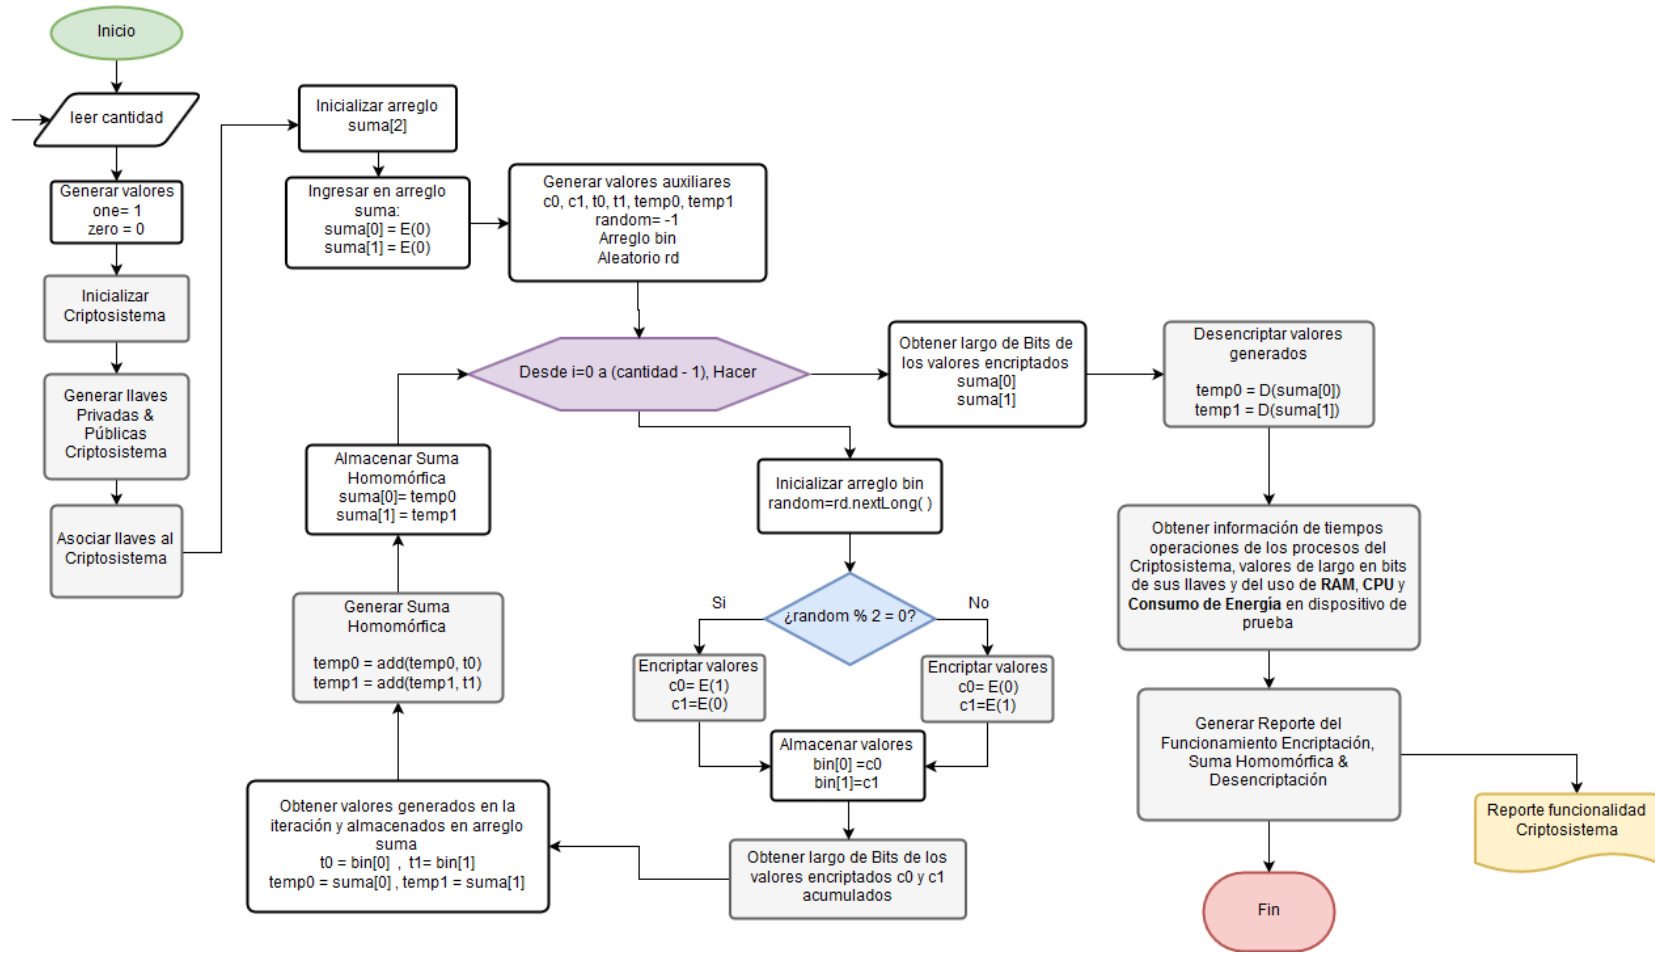 Inicio
leer cantidad
Generar valores
one= 1
zero = 0
Inicializar
Criptosistema
Generar llaves
Privadas &
Públicas
Criptosistema
Asociar llaves al
Criptosistema
Inicializar arreglo
suma[2]
Ingresar en arreglo
suma:
suma[0] = E(0)
suma[1] = E(0)
Generar valores auxiliares
c0, c1, t0, t1, temp0, temp1
random= -1
Arreglo bin
Aleatorio rd
Desde i=0 a (cantidad - 1), Hacer
Inicializar arreglo bin
random=rd.nextLong( )
¿random % 2 = 0?
Si
No
Encriptar valores
c0= E(1)
c1=E(0)
Encriptar valores
c0= E(0)
c1=E(1)
Almacenar valores
bin[0] =c0
bin[1]=c1
Obtener largo de Bits de los
valores encriptados c0 y c1
acumulados
Obtener valores generados en la
iteración y almacenados en arreglo
suma
t0 = bin[0] , t1= bin[1]
temp0 = suma[0] , temp1 = suma[1]
Generar Suma
Homomórfica
temp0 = add(temp0, t0)
temp1 = add(temp1, t1)
Almacenar Suma
Homomórfica
suma[0]= temp0
suma[1] = temp1
Obtener largo de Bits de
los valores encriptados
suma[0]
suma[1]
Desencriptar valores
generados
temp0 = D(suma[0])
temp1 = D(suma[1])
Obtener información de tiempos
operaciones de los procesos del
Criptosistema, valores de largo en bits
de sus llaves y del uso de RAM, CPU y
Consumo de Energía en dispositivo de
prueba
Generar Reporte del
Funcionamiento Encriptación,
Suma Homomórfica &
Desencriptación
Reporte funcionalidad
Criptosistema
Fin